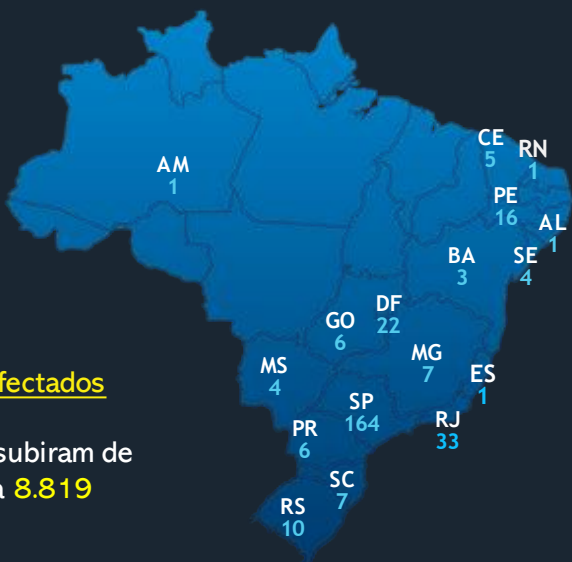 CE
5
RN
1
AM
1
PE
16
AL
1
BA
3
SE
4
DF
22
GO
6
MG
7
MS
4
ES
1
fectados
SP
164
RJ
33
PR
6
subiram de
8.819
SC
7
RS
10